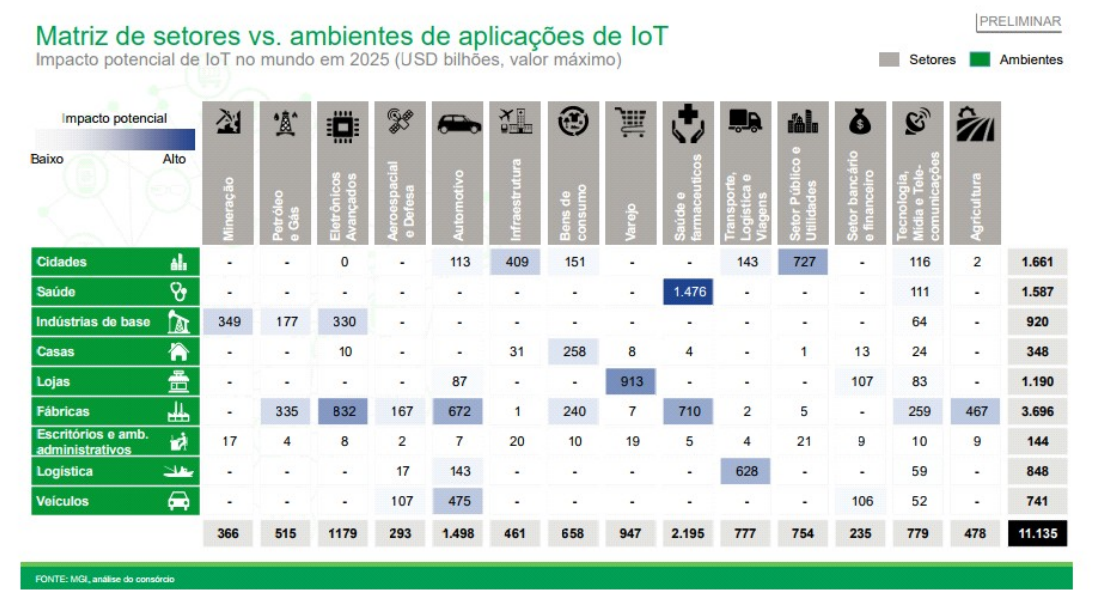 PRELIMINAR
Matriz de setores vs. ambientes de aplicações de IoT
Impacto potencial de IoT no mundo em 2025 (USD bilhões, valor máximo)
Setores Ambientes
Impacto potencial
Baixo Alto
Mineração
Petróleo
e Gás
Eletrônicos
Avançados
Aeroespacial
e Defesa
Automotivo
Infraestrutura
Bens de
consumo
Varejo
Saúde e
farmaceuticos
Transporte,
Logística e
Viagens
Setor Público e
Utilidades
Setor bancário
e financeiro
Tecnologia,
Mídia e Tele-
comunicações
Agricultura
Cidades - - 0 - 113 409 151 - - 143 727 - 116 2 1.661
Saúde - - - - - - - - 1.476 - - - 111 - 1.587
Indústrias de base 349 177 330 - - - - - - - - - 64 - 920
Casas - - 10 - - 31 258 8 4 - 1 13 24 - 348
Lojas - - - - 87 - - 913 - - - 107 83 - 1.190
Fábricas - 335 832 167 672 1 240 7 710 2 5 - 259 467 3.696
Escritórios e amb.
administrativos 17 4 8 2 7 20 10 19 5 4 21 9 10 9 144
Logística - - - 17 143 - - - - 628 - - 59 - 848
Veículos - - - 107 475 - - - - - - 106 52 - 741
366 515 1179 293 1.498 461 658 947 2.195 777 754 235 779 478 11.135
FONTE: MGI, análise do consórcio